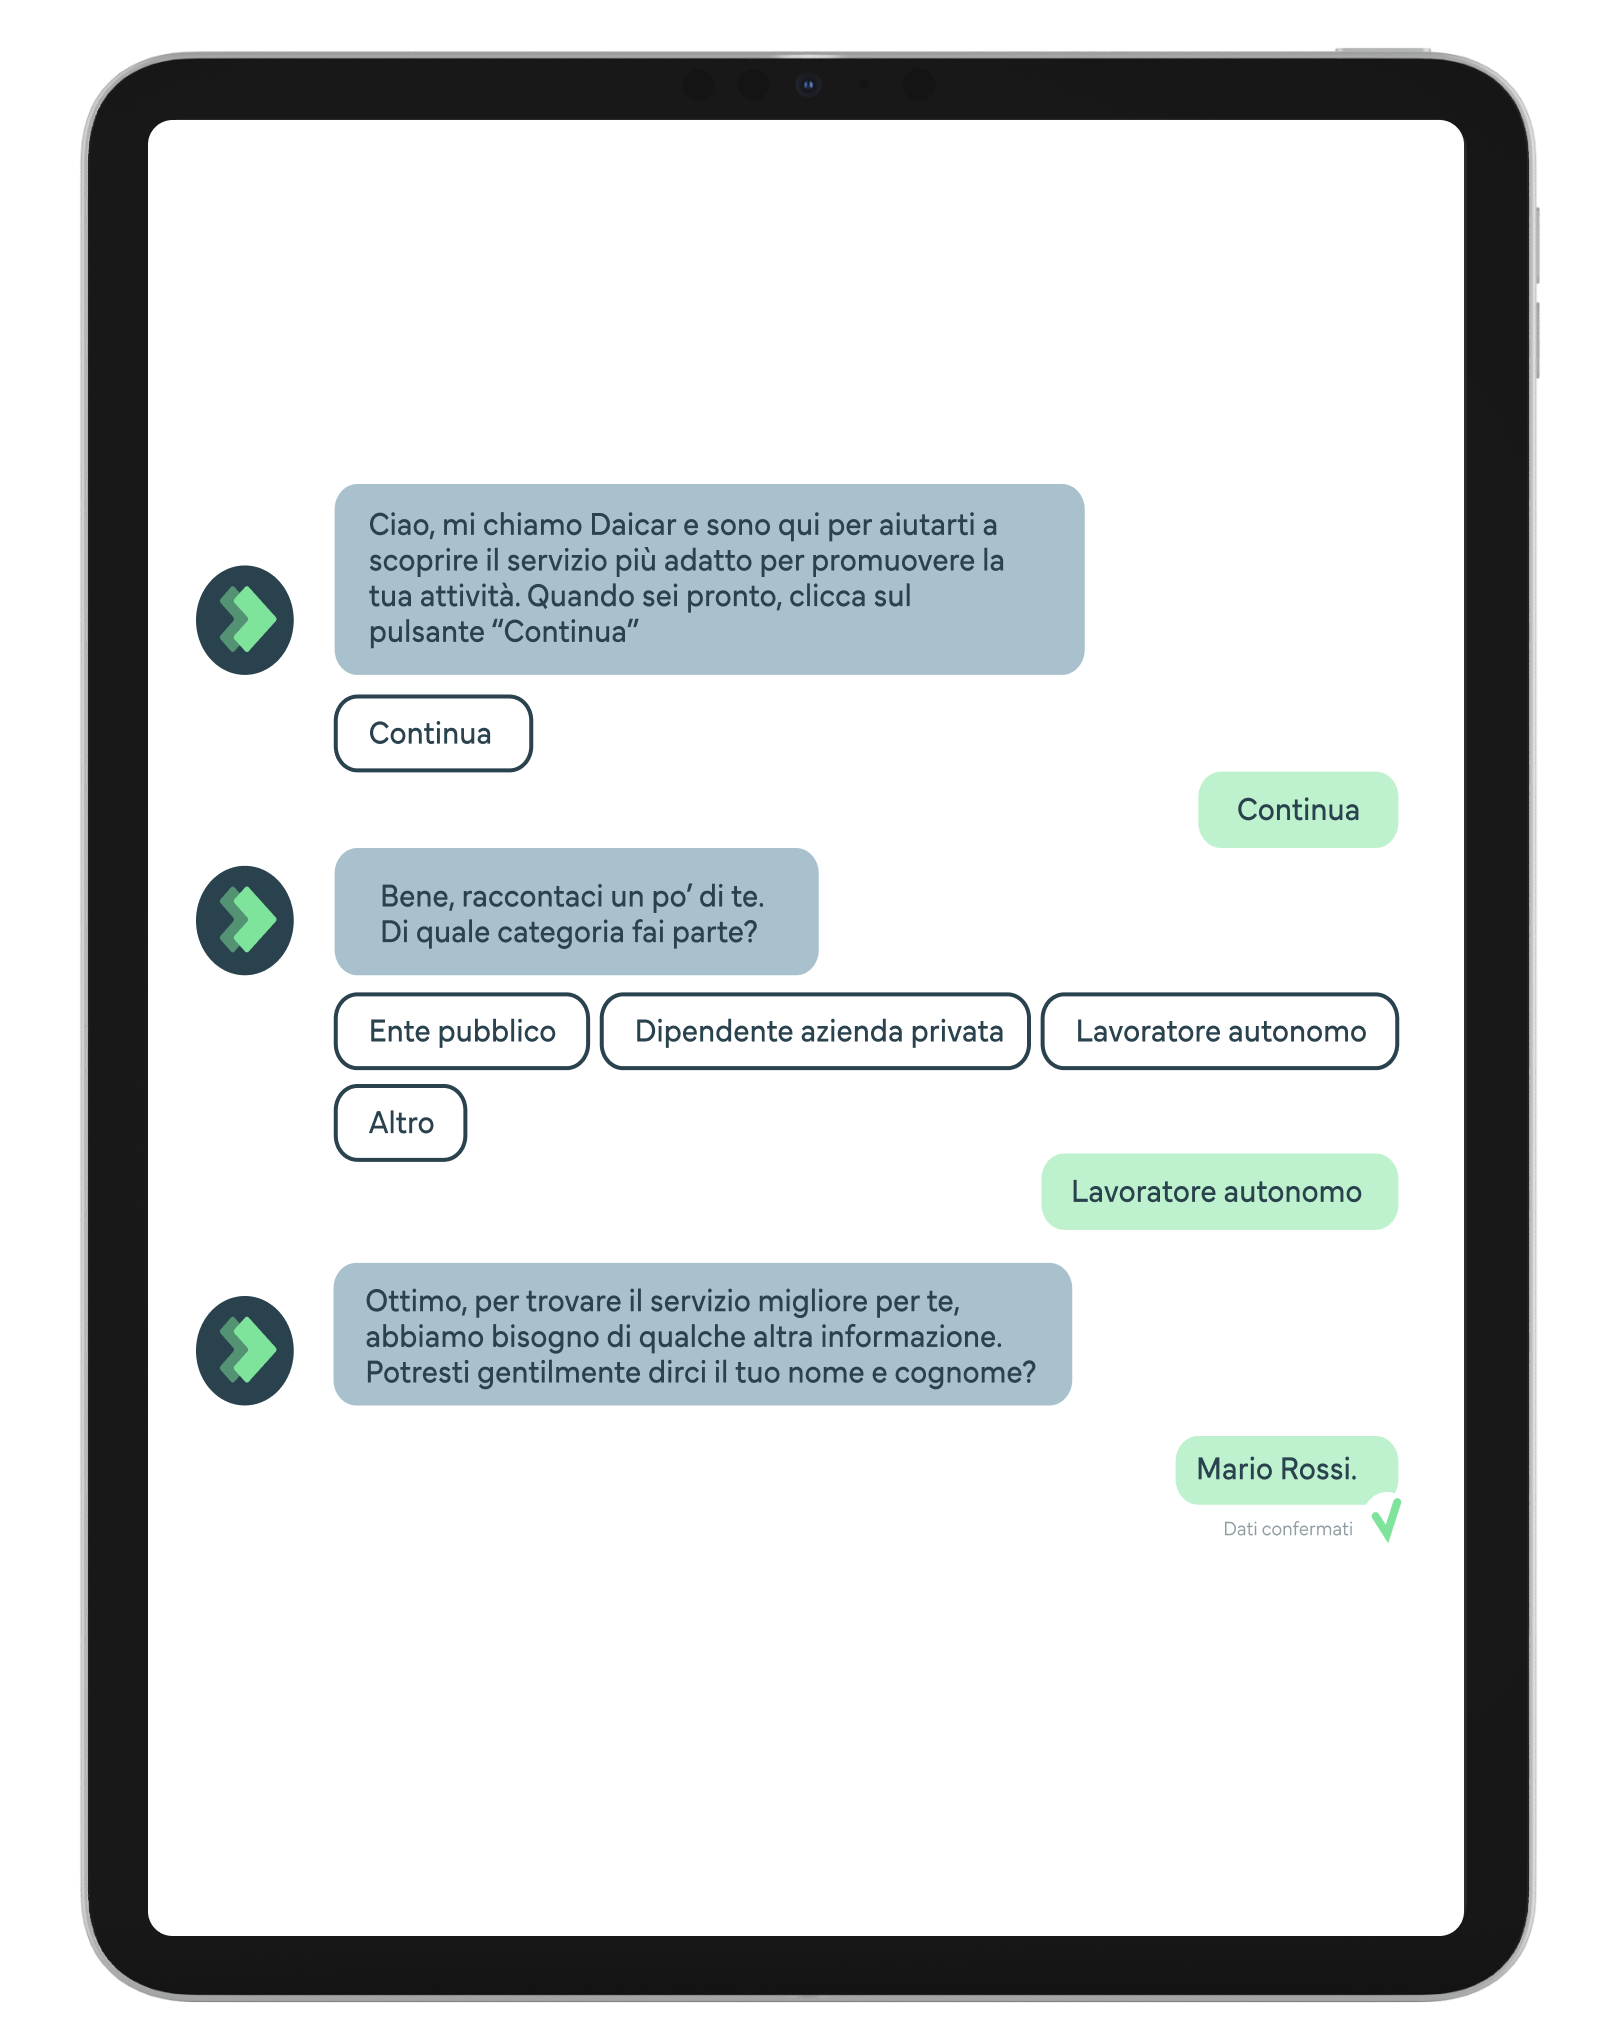 Ciao, mi chiamo Daicar e sono qui per aiutarti a
scoprire il servizio più adatto per promuovere la
tua attività. Quando sei pronto, clicca sul
pulsante “Continua”
Continua
Continua
Bene, raccontaci un po’ di te.
Di quale categoria fai parte?
Ente pubblico
Dipendente azienda privata
Lavoratore autonomo
Altro
Lavoratore autonomo
Ottimo, per trovare il servizio migliore per te,
abbiamo bisogno di qualche altra informazione.
Potresti gentilmente dirci il tuo nome e cognome?
Mario Rossi.
Dati confermati